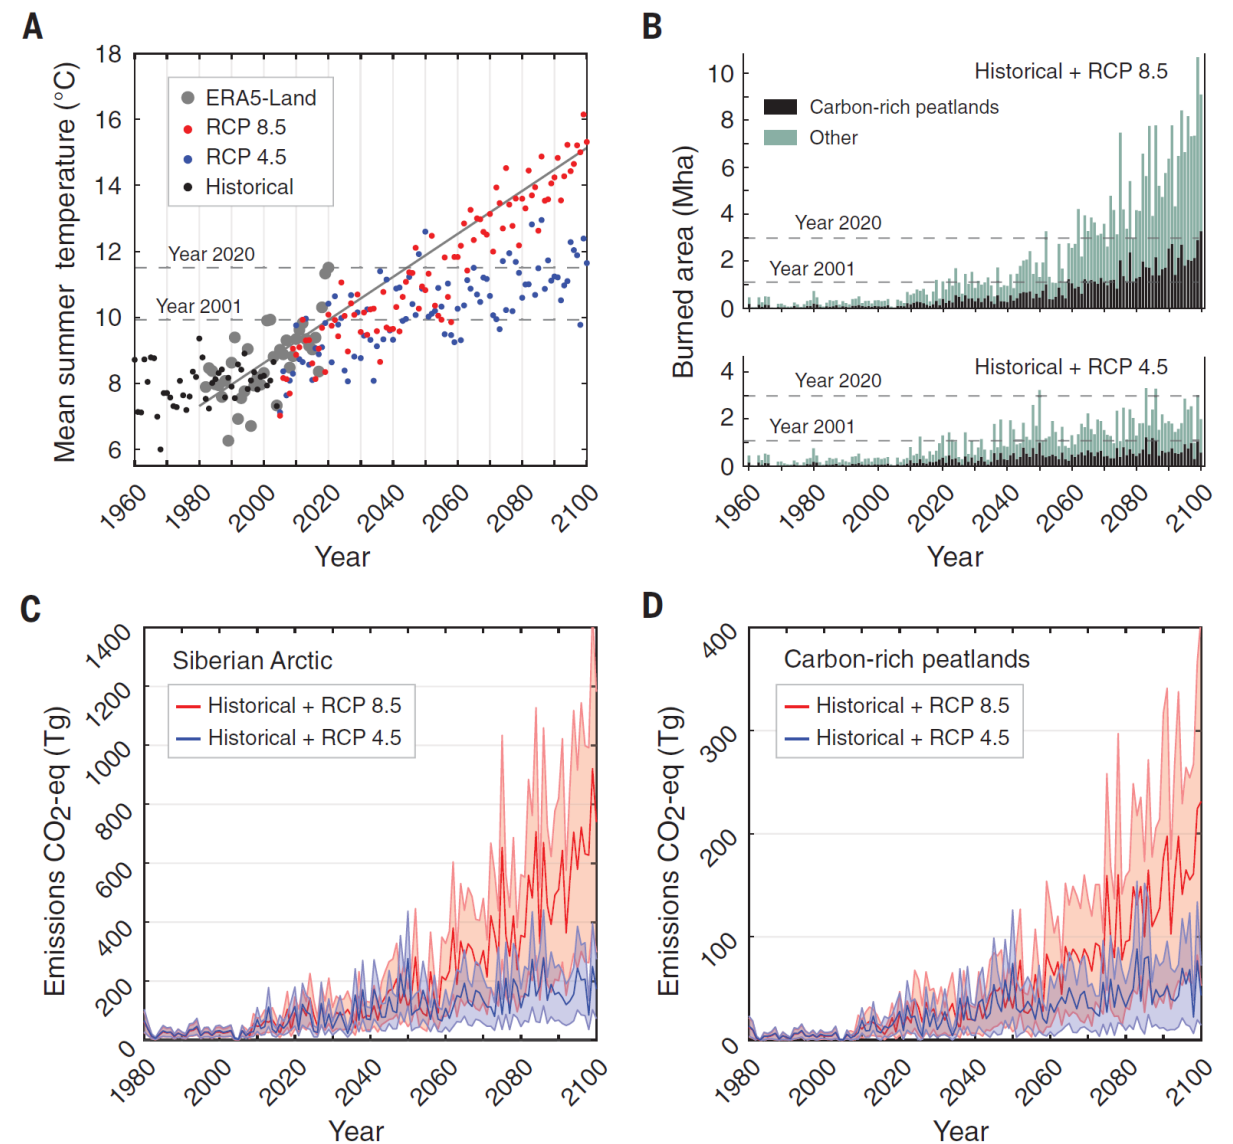 A
Mean summer temperature (°C)
18
16
14
12
10
8
6
ERA5-Land
RCP 8.5
RCP 4.5
Historical
Year 2020
Year 2001
1960
1980
2000
2020
2040
2060
2080
2100
Year
B
Burned area (Mha)
10
8
6
4
2
0
Historical + RCP 8.5
Carbon-rich peatlands
Other
Year 2020
Year 2001
4
2
0
Historical + RCP 4.5
Year 2020
Year 2001
1960
1980
2000
2020
2040
2060
2080
2100
Year
C
Emissions CO2-eq (Tg)
1400
1200
1000
800
600
400
200
0
Siberian Arctic
Historical + RCP 8.5
Historical + RCP 4.5
1980
2000
2020
2040
2060
2080
2100
Year
D
Emissions CO2-eq (Tg)
400
300
200
100
0
Carbon-rich peatlands
Historical + RCP 8.5
Historical + RCP 4.5
1980
2000
2020
2040
2060
2080
2100
Year